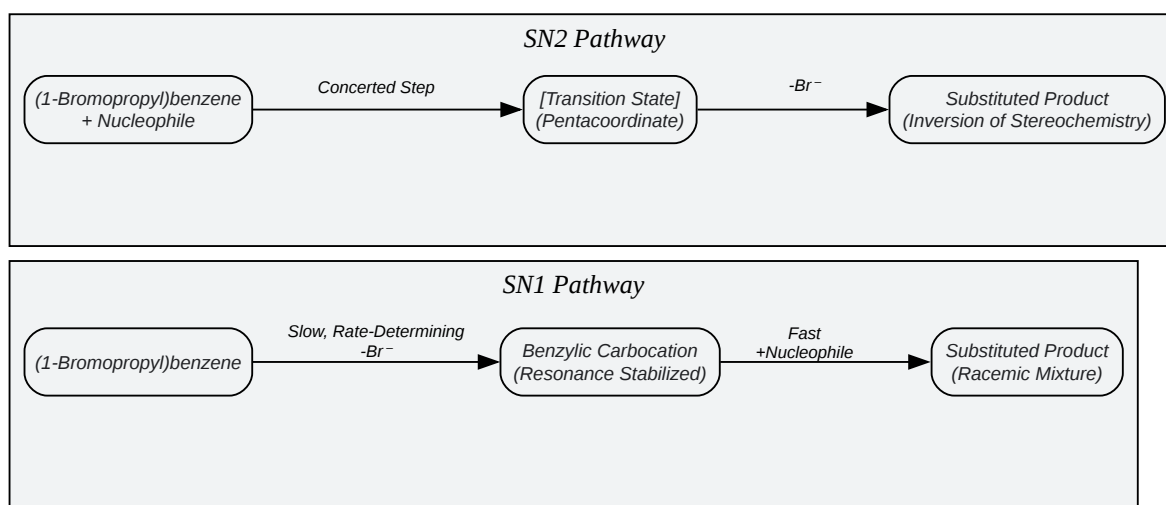 SN2 Pathway
(1-Bromopropyl)benzene
+ Nucleophile
Concerted Step
[Transition State]
(Pentacoordinate)
-Br⁻
Substituted Product
(Inversion of Stereochemistry)
SN1 Pathway
(1-Bromopropyl)benzene
Slow, Rate-Determining
-Br⁻
Benzylic Carbocation
(Resonance Stabilized)
Fast
+Nucleophile
Substituted Product
(Racemic Mixture)